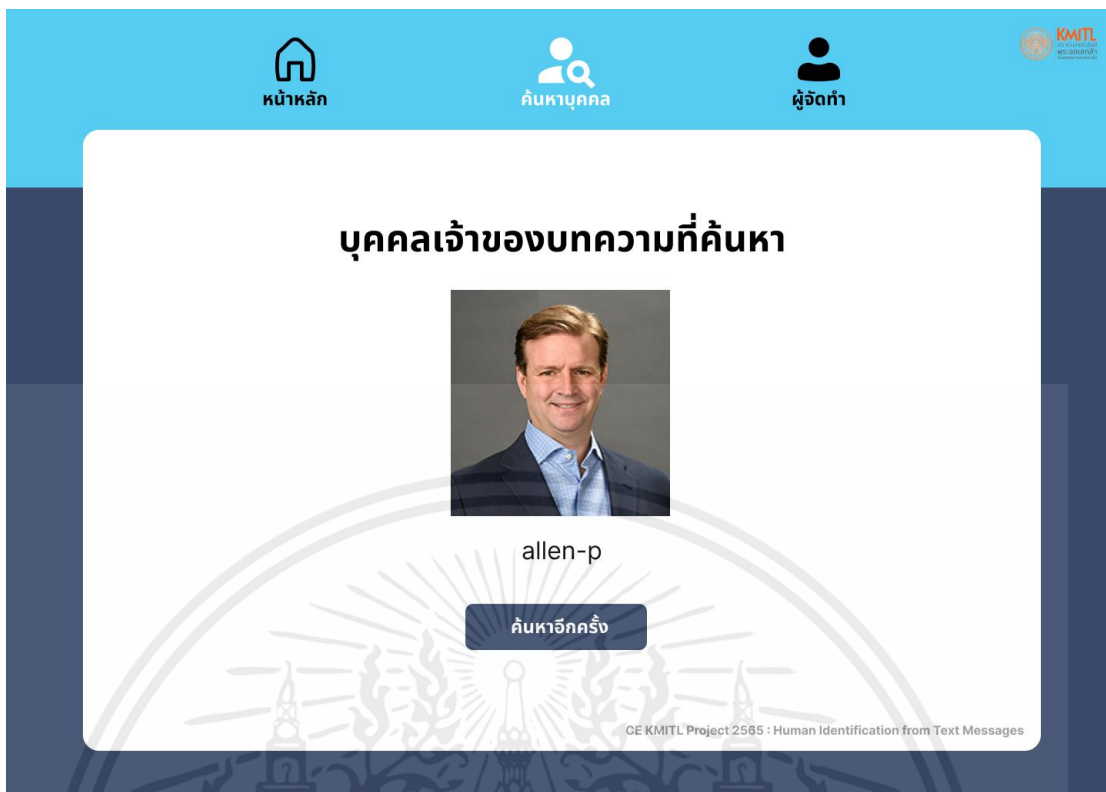 หน้าหลัก
ค้นหาบุคคล
ผู้จัดทำ
KMITL
บุคคลเจ้าของบทความที่ค้นหา
allen-p
ค้นหาอีกครั้ง
CE KMITL Project 2565 : Human Identification from Text Messages